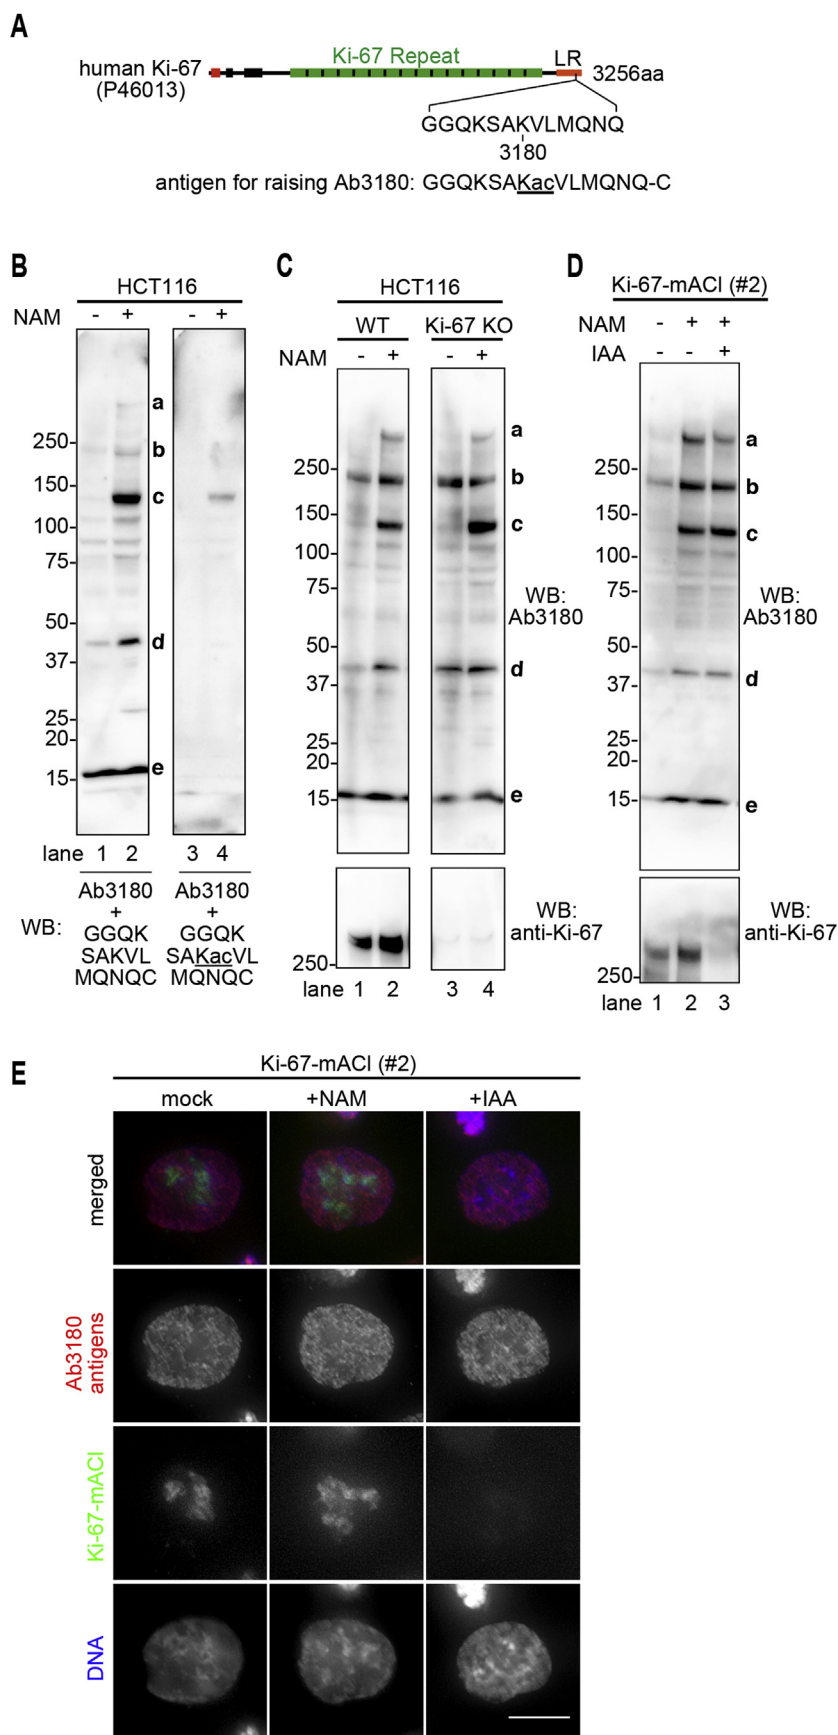 A
Ki-67 Repeat
human Ki-67
(P46013)
LR
3256aa
GGQKSAKVLMQNQ
3180
antigen for raising Ab3180: GGQKSAKacVLMQNQ-C
B
HCT116
NAM - + - +
a
250- b
150- c
100-
75-
50- d
37-
25-
20-
15- e
lane 1 2 3 4
WB:
Ab3180
+
GGQK
SAKVL
MQNQC
Ab3180
+
GGQK
SAKacVL
MQNQC
C
HCT116
WT Ki-67 KO
NAM - + - +
a
250- b
150- c
100-
75-
WB:
Ab3180
50- d
37-
25-
20-
15- e
WB:
anti-Ki-67
250-
lane 1 2 3 4
D
Ki-67-mACl (#2)
NAM - + +
IAA - - +
a
250- b
150- c
100-
75-
WB:
Ab3180
50-
37- d
25-
20-
15- e
WB:
anti-Ki-67
250-
lane 1 2 3
E
Ki-67-mACl (#2)
mock +NAM +IAA
merged
Ab3180
antigens
Ki-67-mACl
DNA